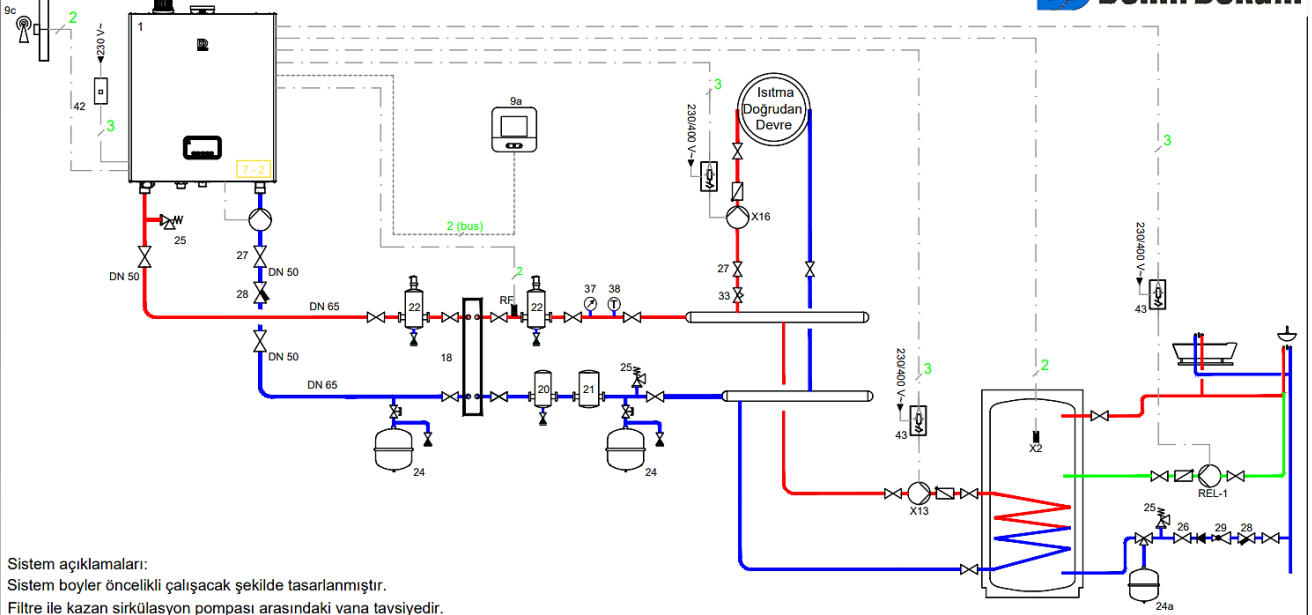 9c
2
230 V~
1
42
3
7 - 2
25
DN 50
27
DN 50
28
DN 50
DN 65
DN 65
9a
2 (bus)
2
RF
22
22
37
38
18
20
21
25
24
24
3
230/400 V~
Isıtma
Doğrudan
Devre
X16
27
33
230/400 V~
3
43
X13
2
X2
3
230/400 V~
43
REL-1
25
26
29
28
24a
Sistem açıklamaları:
Sistem boyler öncelikli çalışacak şekilde tasarlanmıştır.
Filtre ile kazan sirkülasyon pompası arasındaki vana tavsiyedir.